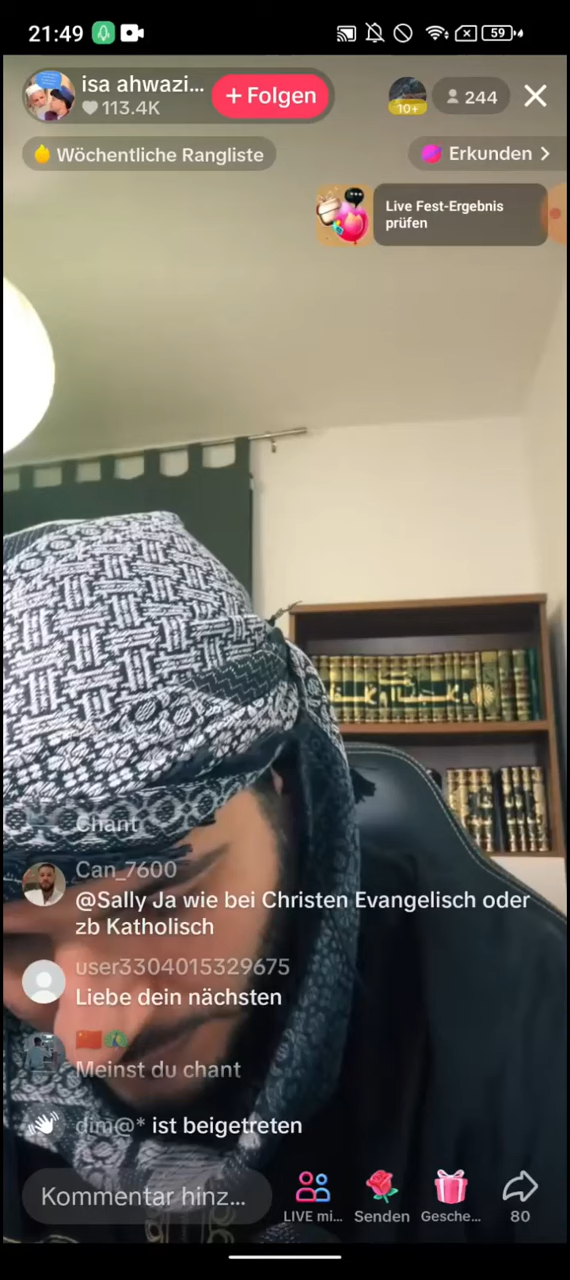 21:49
59
isa ahwazi...
113.4K
+ Folgen
10+
244
Wöchentliche Rangliste
Erkunden >
Live Fest-Ergebnis
prüfen
Chant
Can_7600
@Sally Ja wie bei Christen Evangelisch oder
zb Katholisch
user3304015329675
Liebe dein nächsten
🇨🇳🦚
Meinst du chant
dim@* ist beigetreten
Kommentar hinz...
LIVE mi...
Senden
Gesche...
80